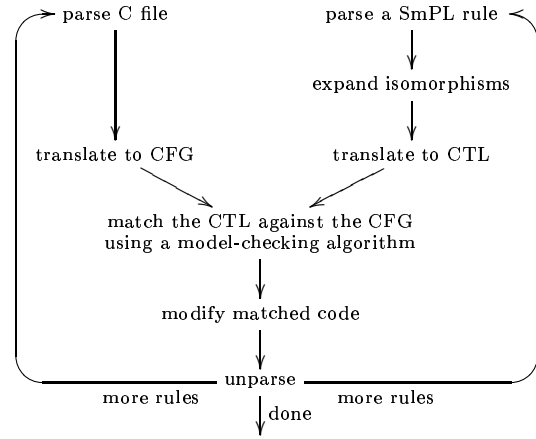 parse C file
parse a SmPL rule
expand isomorphisms
translate to CFG
translate to CTL
match the CTL against the CFG
using a model-checking algorithm
modify matched code
unparse
more rules
more rules
done